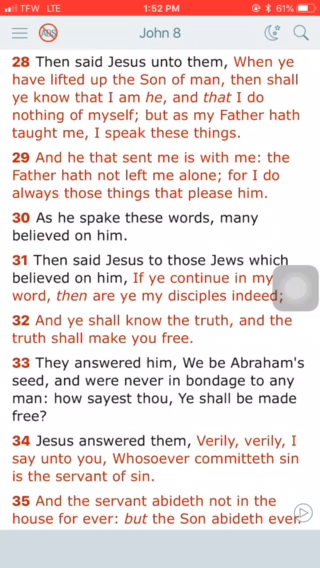 TFW LTE 1:52 PM 61%
ABS John 8
28 Then said Jesus unto them, When ye
have lifted up the Son of man, then shall
ye know that I am he, and that I do
nothing of myself; but as my Father hath
taught me, I speak these things.
29 And he that sent me is with me: the
Father hath not left me alone; for I do
always those things that please him.
30 As he spake these words, many
believed on him.
31 Then said Jesus to those Jews which
believed on him, If ye continue in my
word, then are ye my disciples indeed;
32 And ye shall know the truth, and the
truth shall make you free.
33 They answered him, We be Abraham's
seed, and were never in bondage to any
man: how sayest thou, Ye shall be made
free?
34 Jesus answered them, Verily, verily, I
say unto you, Whosoever committeth sin
is the servant of sin.
35 And the servant abideth not in the
house for ever: but the Son abideth ever.